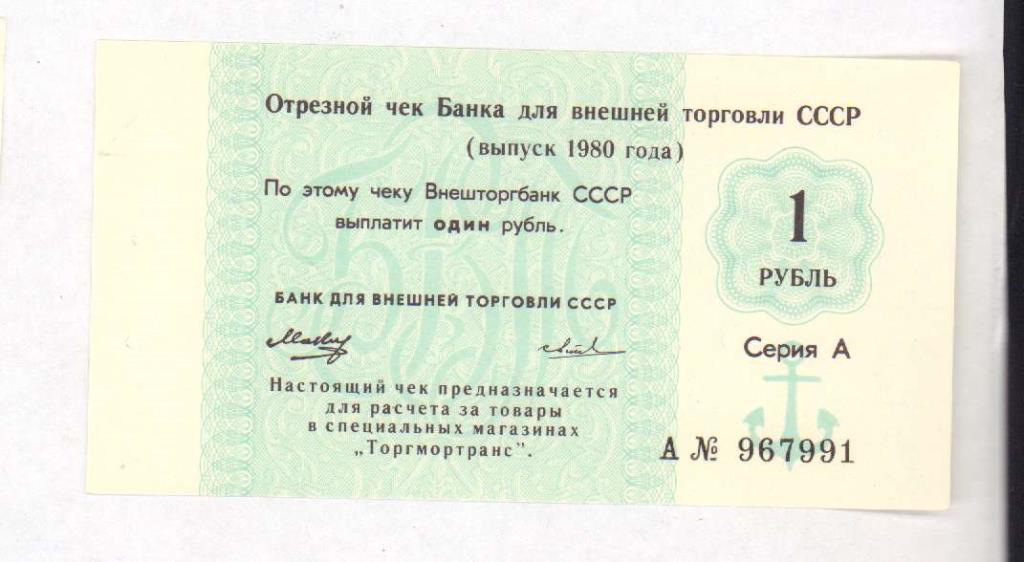 Отрезной чек Банка для внешней торговли СССР
(выпуск 1980 года)
По этому чеку Внешторгбанк СССР
выплатит один рубль.
1
РУБЛЬ
БАНК ДЛЯ ВНЕШНЕЙ ТОРГОВЛИ СССР
Серия А
Настоящий чек предназначается
для расчета за товары
в специальных магазинах
„Торгмортранс".
А № 967991